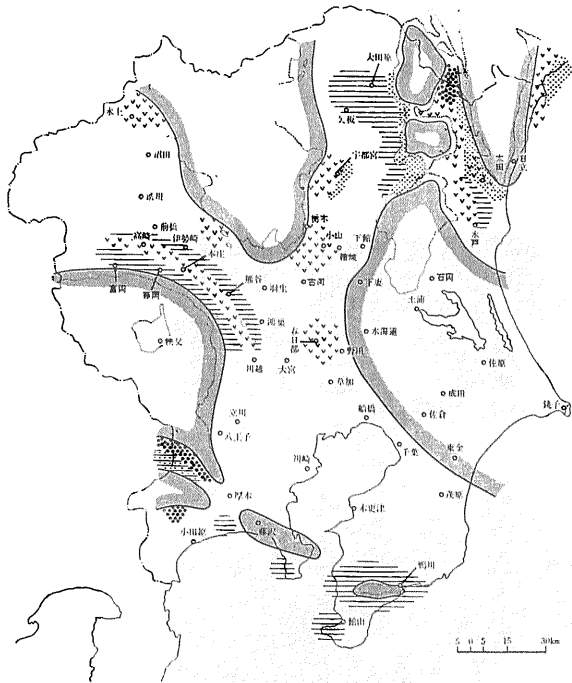 大田原
矢板
水上
宇都宮
沼田
太田
日立
渋川
栃木
前橋
高崎
伊勢崎
小山
下館
水戸
本庄
結城
富岡
藤岡
熊谷
羽生
古河
下妻
石岡
土浦
鴻巣
秩父
春日部
水海道
野田
川越
大宮
佐原
草加
成田
立川
船橋
佐倉
銚子
八王子
川崎
千葉
東金
厚木
木更津
茂原
小田原
藤沢
鴨川
館山
5 0 5 15 30km